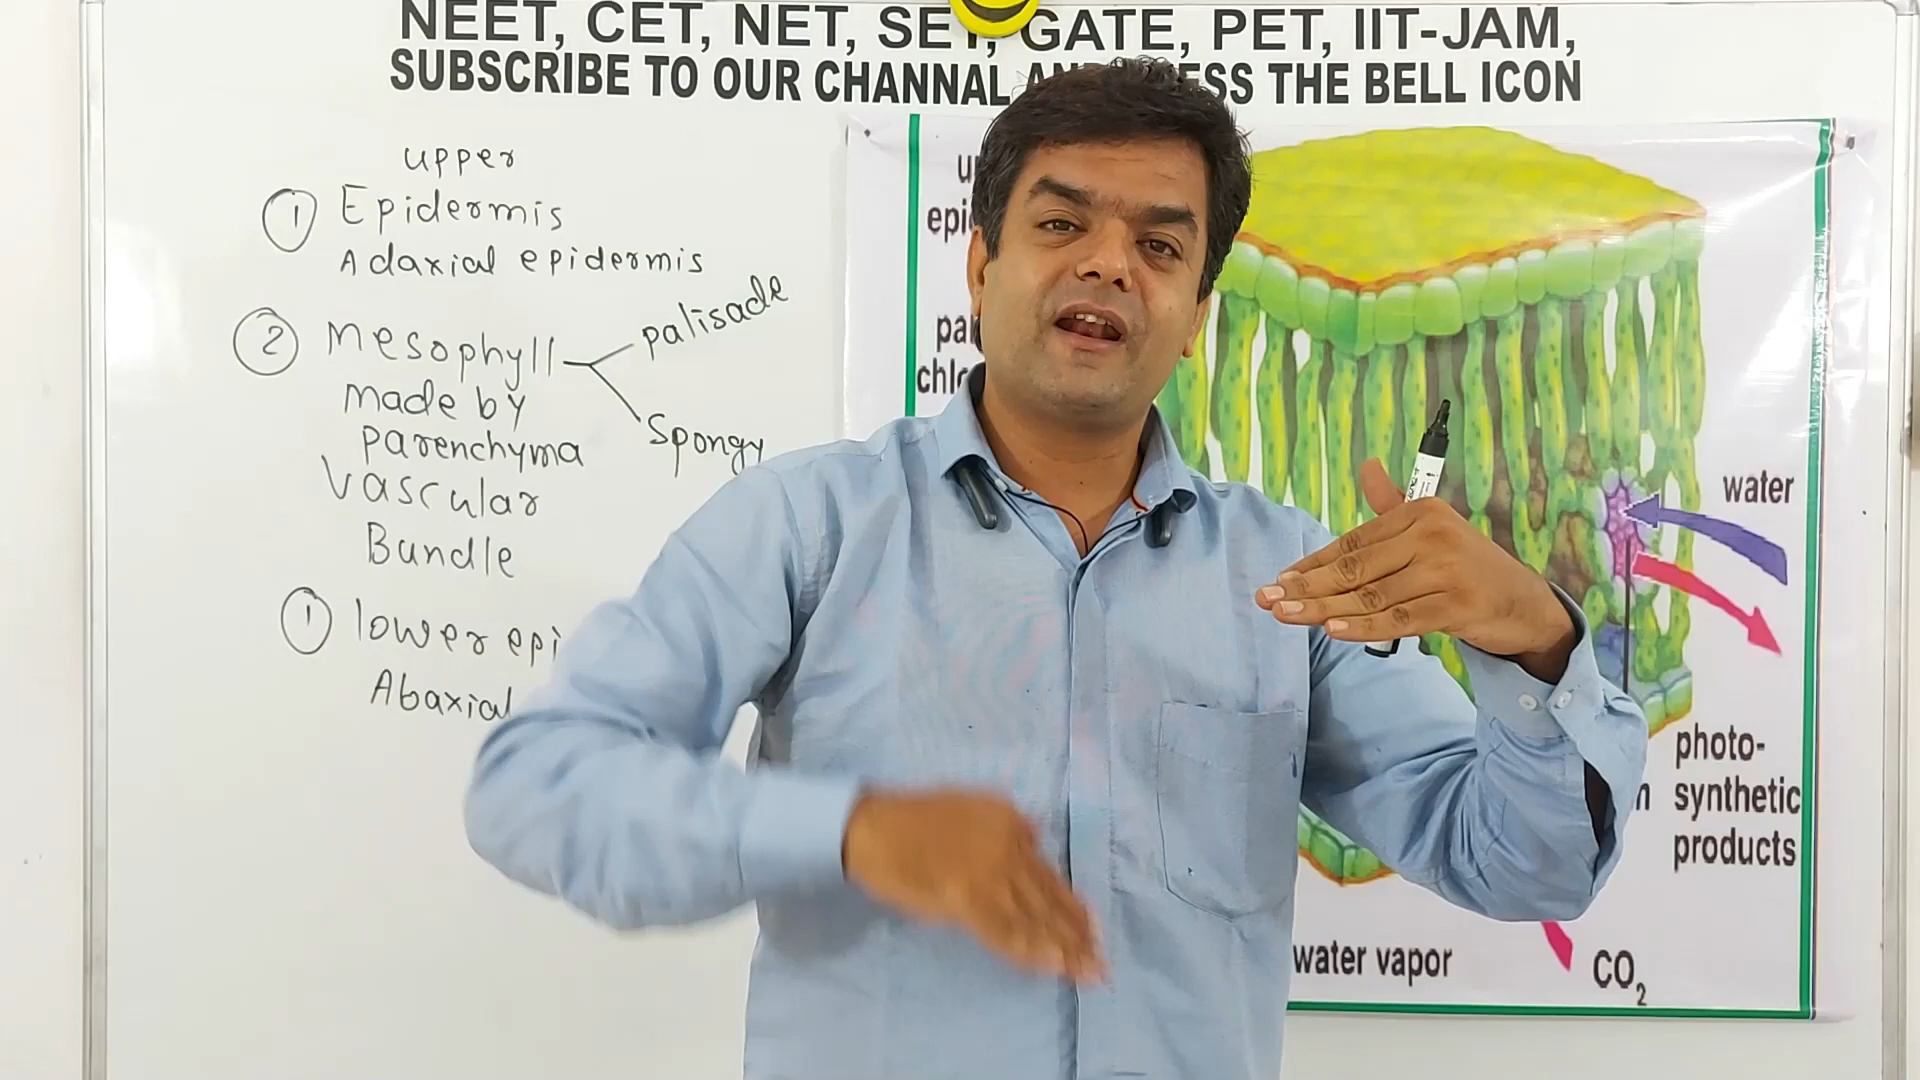 NEET, CET, NET, SET, GATE, PET, IIT-JAM,
SUBSCRIBE TO OUR CHANNAL THE BELL ICON
upper
① Epidermis
Adaxial epidermis
② Mesophyll
palisade
Spongy
made by
parenchyma
Vascular
Bundle
① lower epi
Abaxial
water
photo-
synthetic
products
water vapor
CO₂